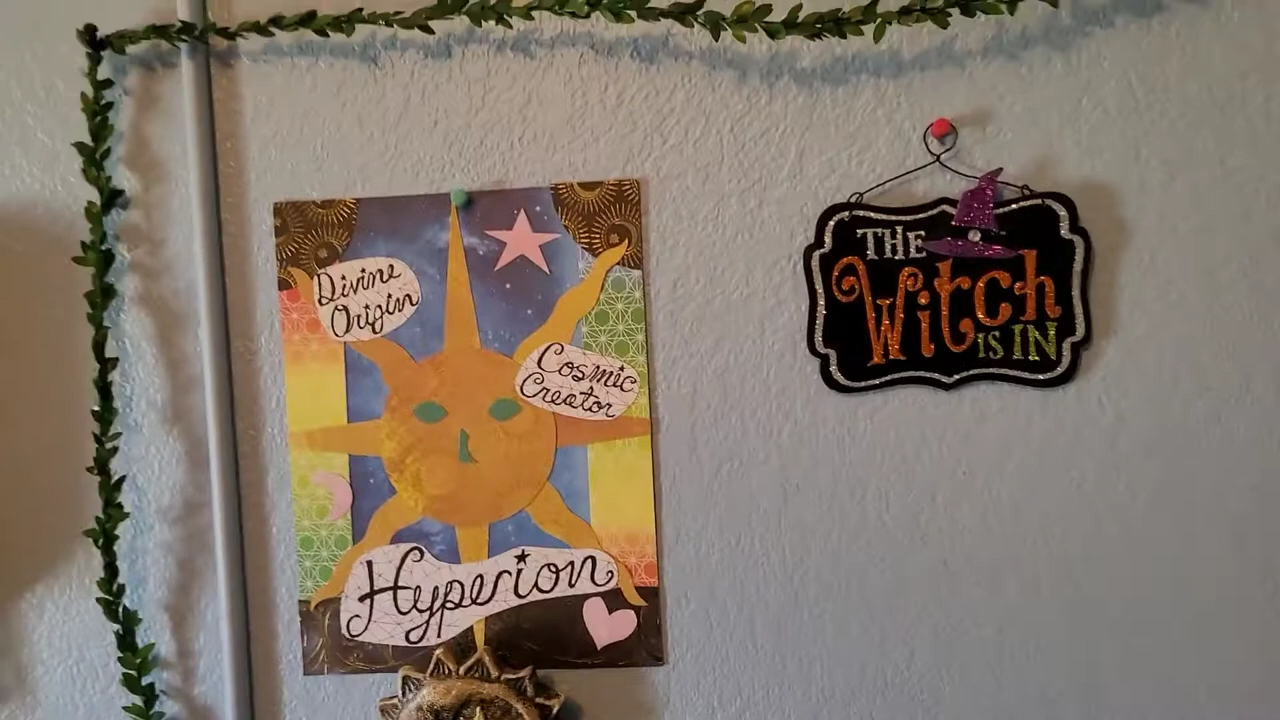 Divine
Origin
Cosmic
Creator
Hyperion
THE
Witch
IS IN